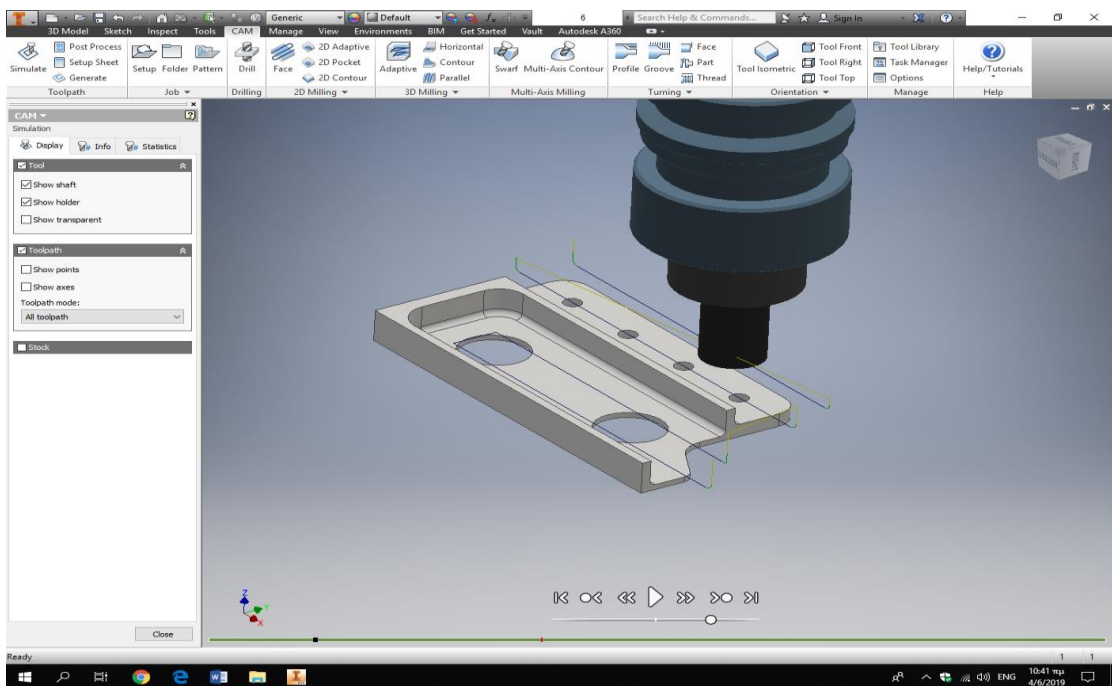 Generic Default 6 Search Help & Commands... Sign In
3D Model Sketch Inspect Tools CAM Manage View Environments BIM Get Started Vault Autodesk A360
Simulate Post Process Setup Sheet Generate Setup Folder Pattern Drill Face 2D Adaptive 2D Pocket 2D Contour Adaptive Horizontal Contour Parallel Swarf Multi-Axis Contour Profile Groove Face Part Thread Tool Isometric Tool Front Tool Right Tool Top Tool Library Task Manager Options Help/Tutorials
Toolpath Job Drilling 2D Milling 3D Milling Multi-Axis Milling Turning Orientation Manage Help
CAM
Simulation
Display Info Statistics
Tool
Show shaft
Show holder
Show transparent
Toolpath
Show points
Show axes
Toolpath mode:
All toolpath
Stock
RIGHT
Z
Y
X
Close
Ready 1 1
ENG 10:41 πμ
4/6/2019